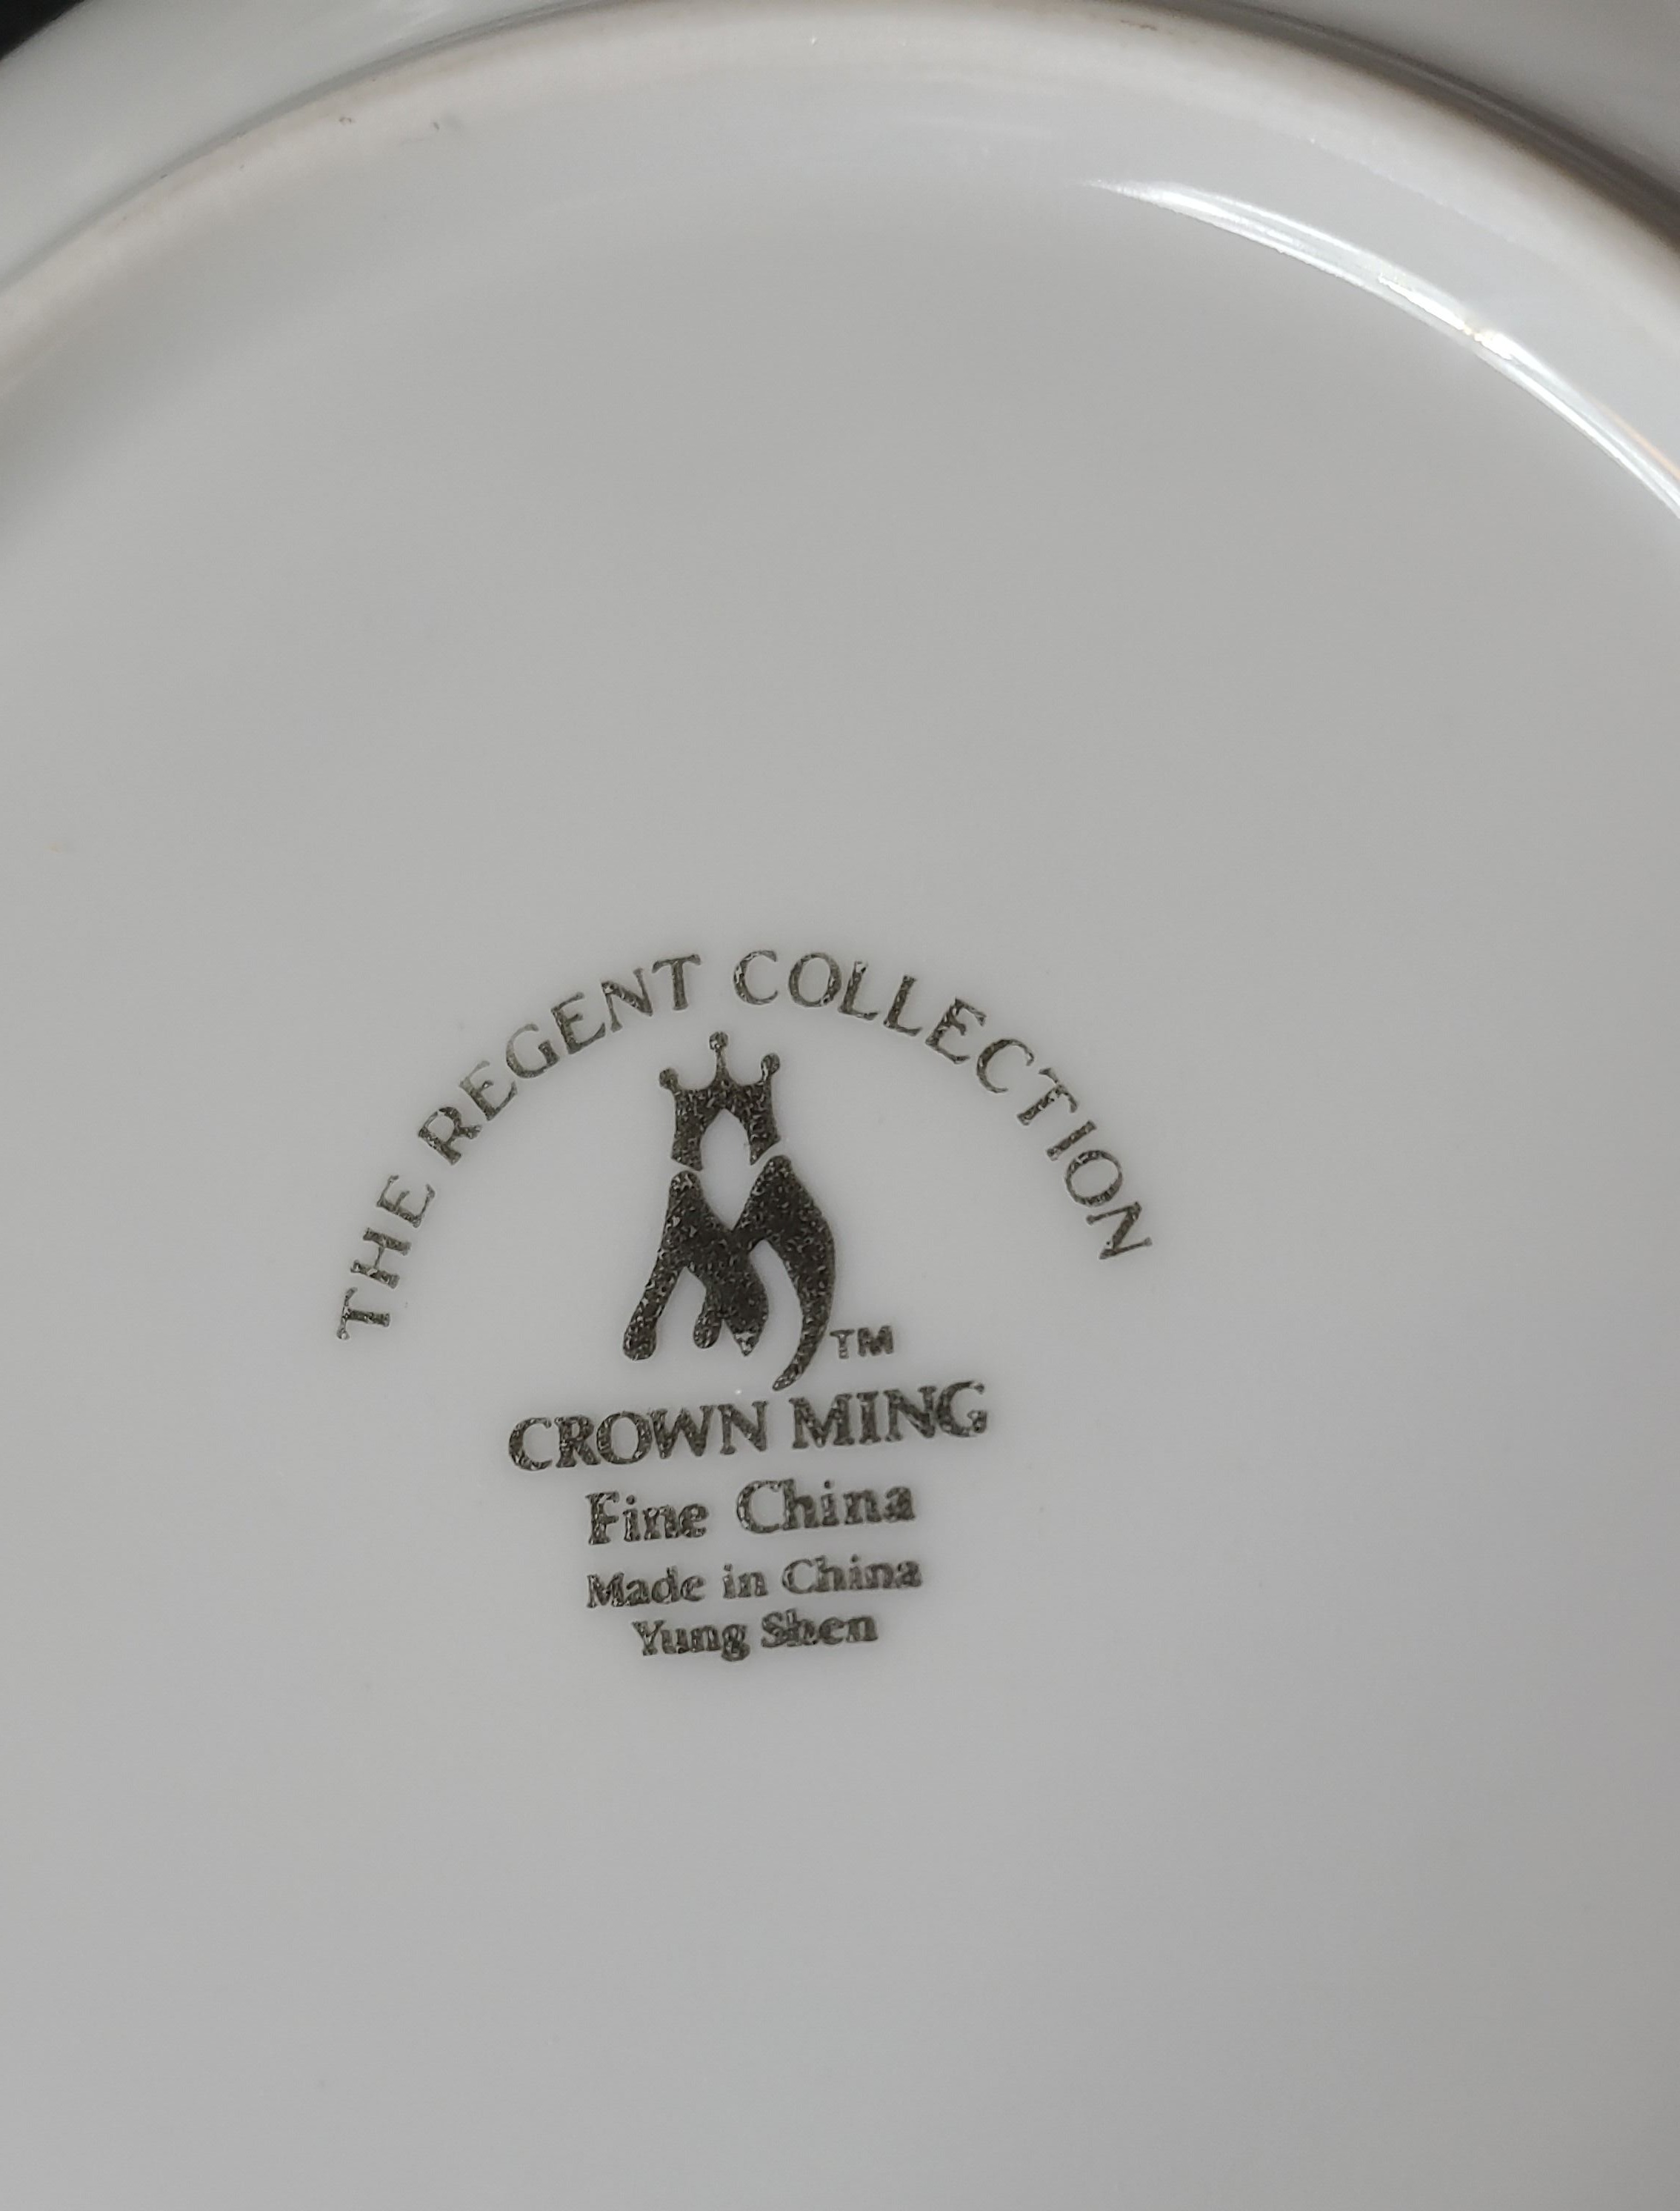 THE REGENT COLLECTION
TM
CROWN MING
Fine China
Made in China
Yung Shen